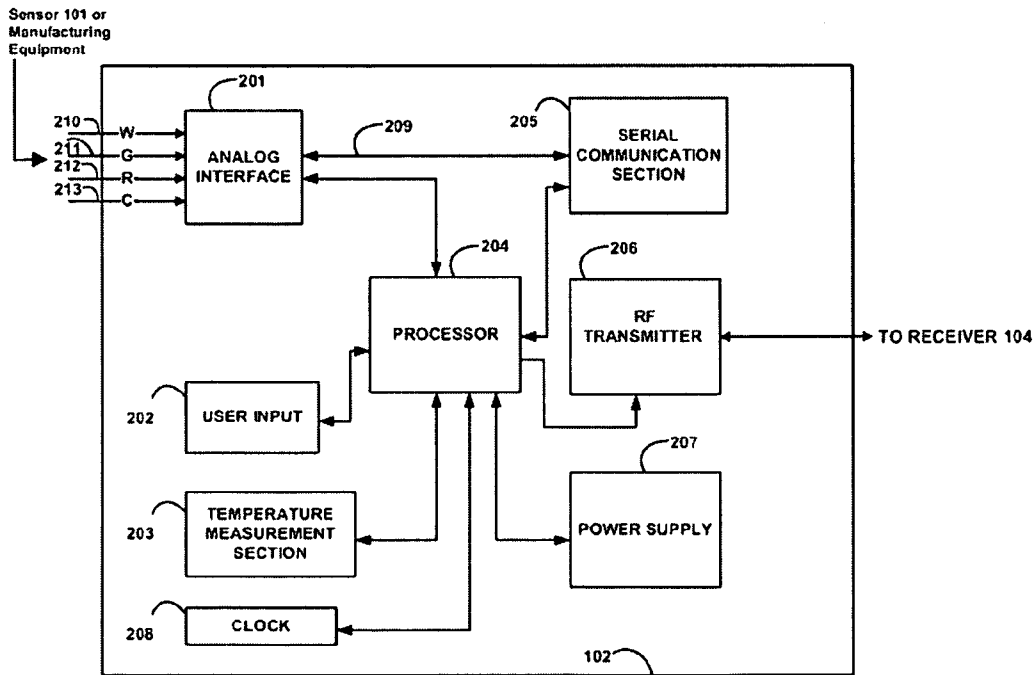 Sensor 101 or
Manufacturing
Equipment
201
210
W
211
G
212
R
213
C
ANALOG
INTERFACE
209
205
SERIAL
COMMUNICATION
SECTION
204
PROCESSOR
206
RF
TRANSMITTER
TO RECEIVER 104
202
USER INPUT
207
POWER SUPPLY
203
TEMPERATURE
MEASUREMENT
SECTION
208
CLOCK
102